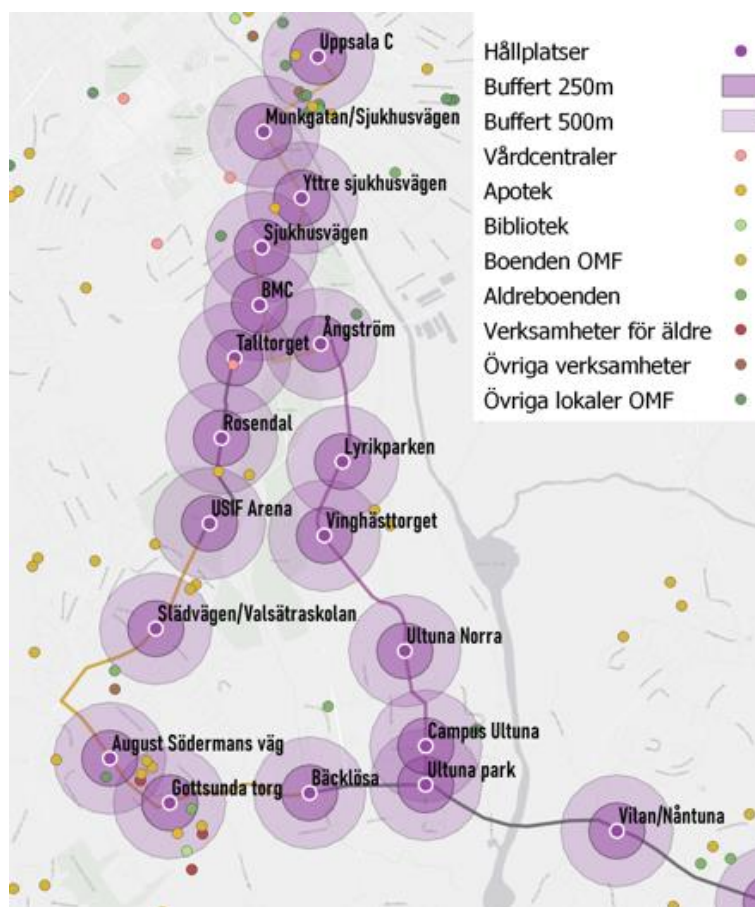 Uppsala C
Munkgatan/Sjukhusvägen
Yttre sjukhusvägen
Sjukhusvägen
BMC
Ångström
Talltorget
Rosendal
Lyrikparken
USIF Arena
Vinghästtorget
Slädvägen/Valsätraskolan
Ultuna Norra
August Södermans väg
Campus Ultuna
Gottsunda torg
Bäcklösa
Ultuna park
Vilan/Nåntuna
Hållplatser
Buffert 250m
Buffert 500m
Vårdcentraler
Apotek
Bibliotek
Boenden OMF
Aldreboenden
Verksamheter för äldre
Övriga verksamheter
Övriga lokaler OMF